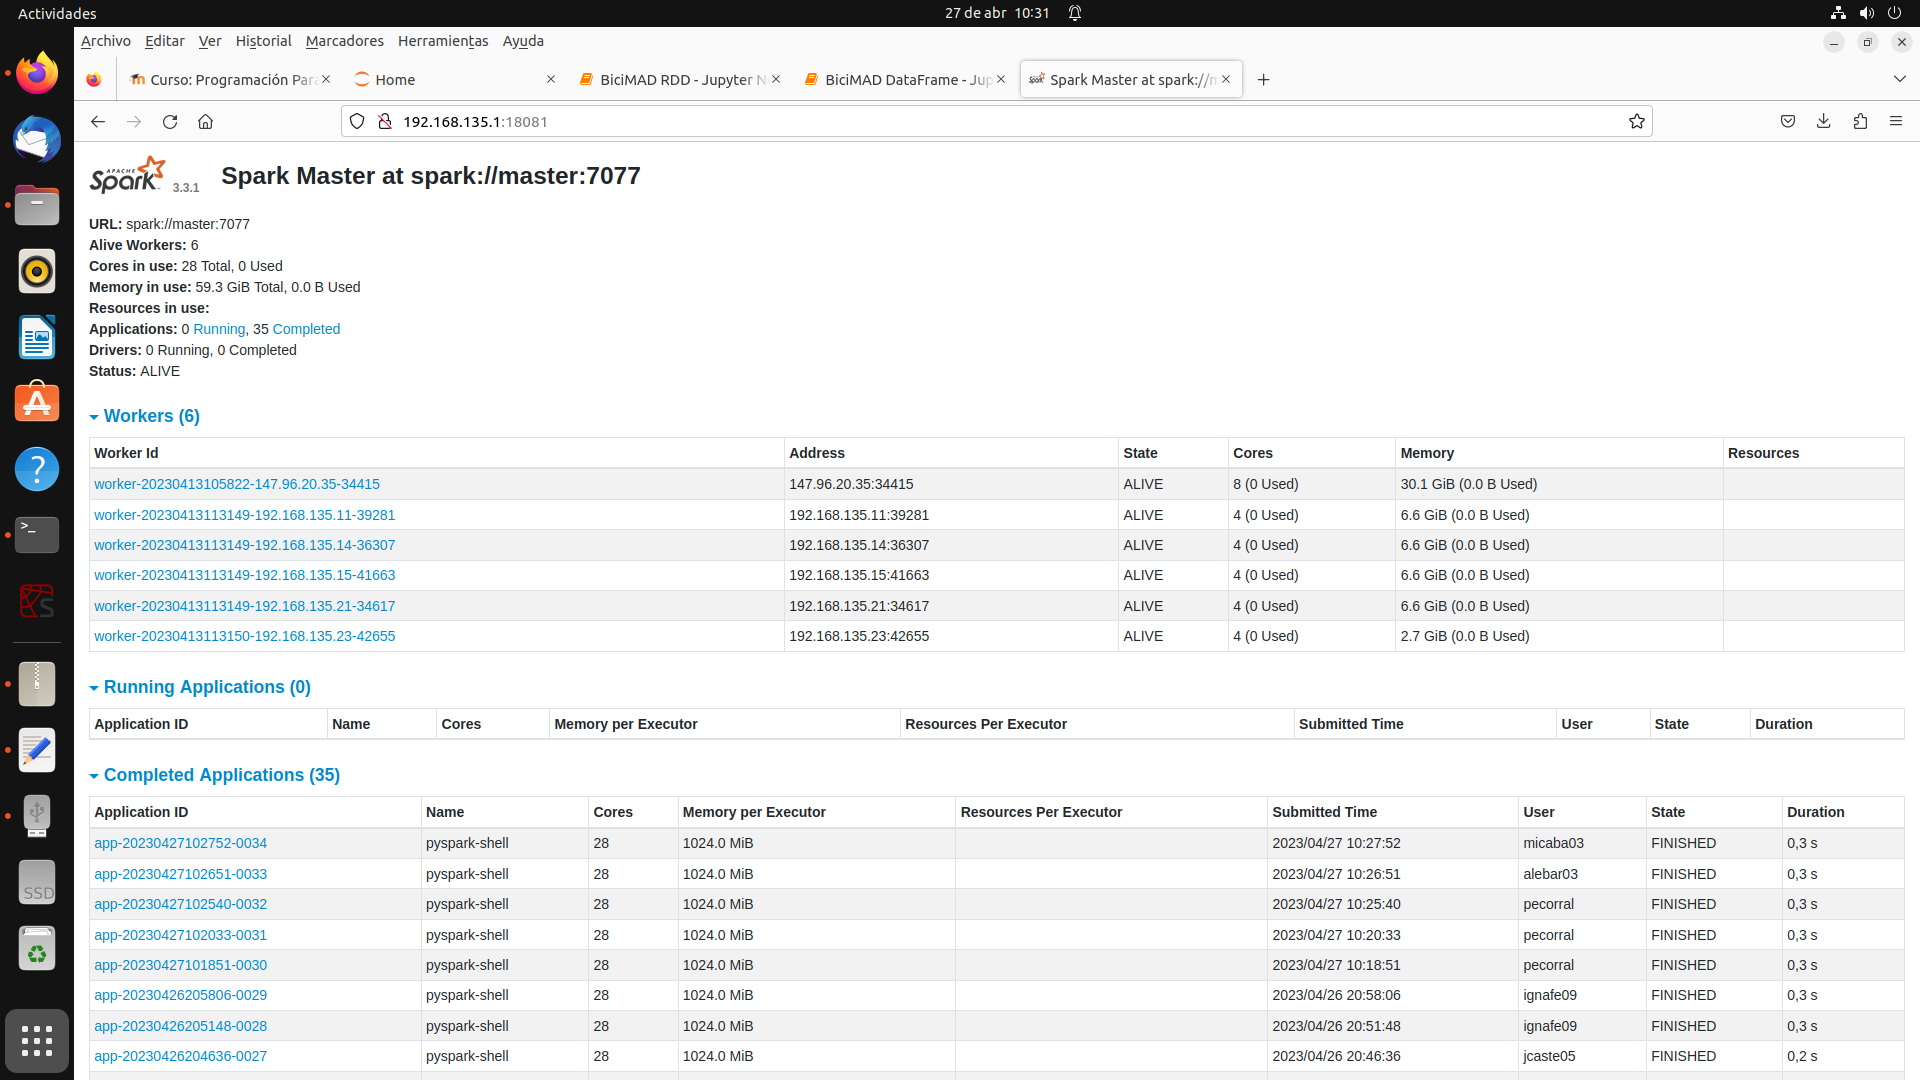 Actividades
27 de abr 10:31
Archivo Editar Ver Historial Marcadores Herramientas Ayuda
Curso: Programación Par
Home
BiciMAD RDD - Jupyter N
BiciMAD DataFrame - Jup
Spark Master at spark://m
192.168.135.1:18081
APACHE Spark 3.3.1 Spark Master at spark://master:7077
URL: spark://master:7077
Alive Workers: 6
Cores in use: 28 Total, 0 Used
Memory in use: 59.3 GiB Total, 0.0 B Used
Resources in use:
Applications: 0 Running, 35 Completed
Drivers: 0 Running, 0 Completed
Status: ALIVE
Workers (6)
Worker Id Address State Cores Memory Resources
worker-20230413105822-147.96.20.35-34415 147.96.20.35:34415 ALIVE 8 (0 Used) 30.1 GiB (0.0 B Used)
worker-20230413113149-192.168.135.11-39281 192.168.135.11:39281 ALIVE 4 (0 Used) 6.6 GiB (0.0 B Used)
worker-20230413113149-192.168.135.14-36307 192.168.135.14:36307 ALIVE 4 (0 Used) 6.6 GiB (0.0 B Used)
worker-20230413113149-192.168.135.15-41663 192.168.135.15:41663 ALIVE 4 (0 Used) 6.6 GiB (0.0 B Used)
worker-20230413113149-192.168.135.21-34617 192.168.135.21:34617 ALIVE 4 (0 Used) 6.6 GiB (0.0 B Used)
worker-20230413113150-192.168.135.23-42655 192.168.135.23:42655 ALIVE 4 (0 Used) 2.7 GiB (0.0 B Used)
Running Applications (0)
Application ID Name Cores Memory per Executor Resources Per Executor Submitted Time User State Duration
Completed Applications (35)
Application ID Name Cores Memory per Executor Resources Per Executor Submitted Time User State Duration
app-20230427102752-0034 pyspark-shell 28 1024.0 MiB 2023/04/27 10:27:52 micaba03 FINISHED 0,3 s
app-20230427102651-0033 pyspark-shell 28 1024.0 MiB 2023/04/27 10:26:51 alebar03 FINISHED 0,3 s
app-20230427102540-0032 pyspark-shell 28 1024.0 MiB 2023/04/27 10:25:40 pecorral FINISHED 0,3 s
app-20230427102033-0031 pyspark-shell 28 1024.0 MiB 2023/04/27 10:20:33 pecorral FINISHED 0,3 s
app-20230427101851-0030 pyspark-shell 28 1024.0 MiB 2023/04/27 10:18:51 pecorral FINISHED 0,3 s
app-20230426205806-0029 pyspark-shell 28 1024.0 MiB 2023/04/26 20:58:06 ignafe09 FINISHED 0,3 s
app-20230426205148-0028 pyspark-shell 28 1024.0 MiB 2023/04/26 20:51:48 ignafe09 FINISHED 0,3 s
app-20230426204636-0027 pyspark-shell 28 1024.0 MiB 2023/04/26 20:46:36 jcaste05 FINISHED 0,2 s
SSD